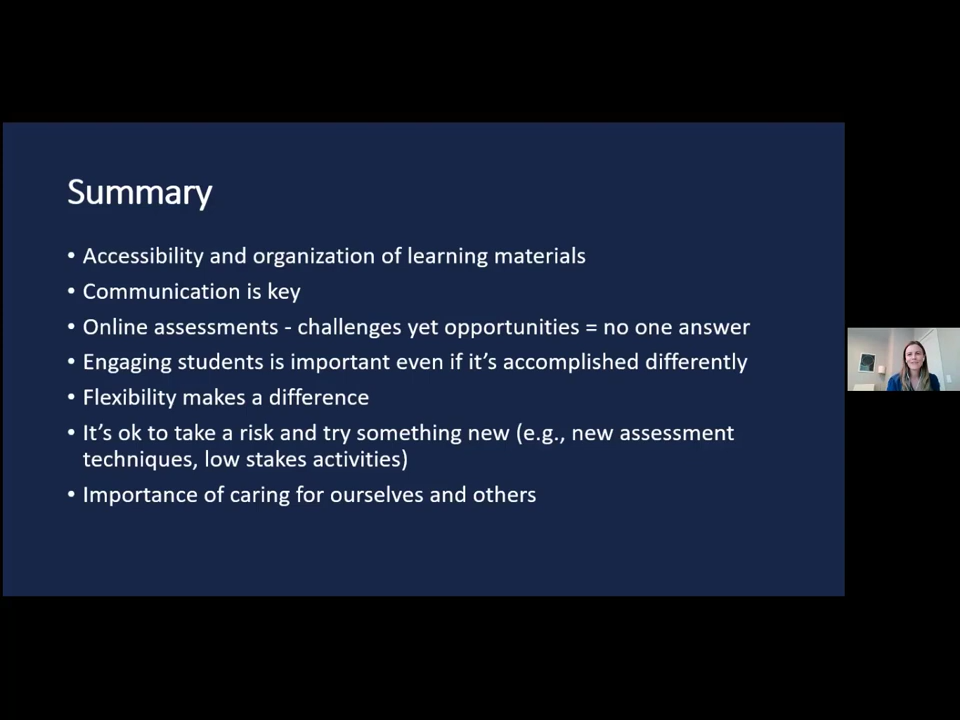 Summary
• Accessibility and organization of learning materials
• Communication is key
• Online assessments - challenges yet opportunities = no one answer
• Engaging students is important even if it's accomplished differently
• Flexibility makes a difference
• It's ok to take a risk and try something new (e.g., new assessment
techniques, low stakes activities)
• Importance of caring for ourselves and others